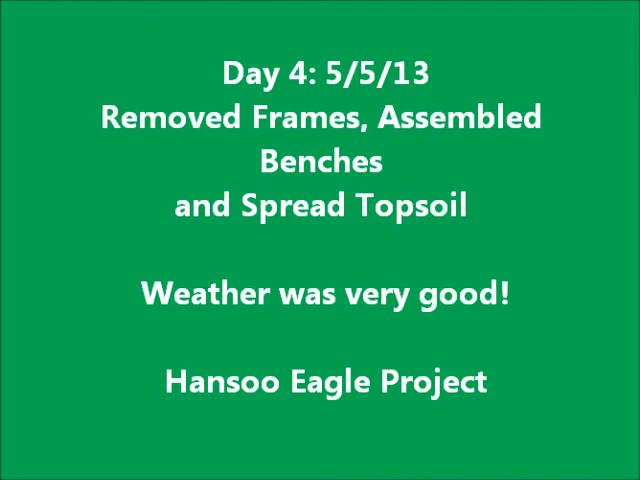 Day 4: 5/5/13
Removed Frames, Assembled
Benches
and Spread Topsoil
Weather was very good!
Hansoo Eagle Project